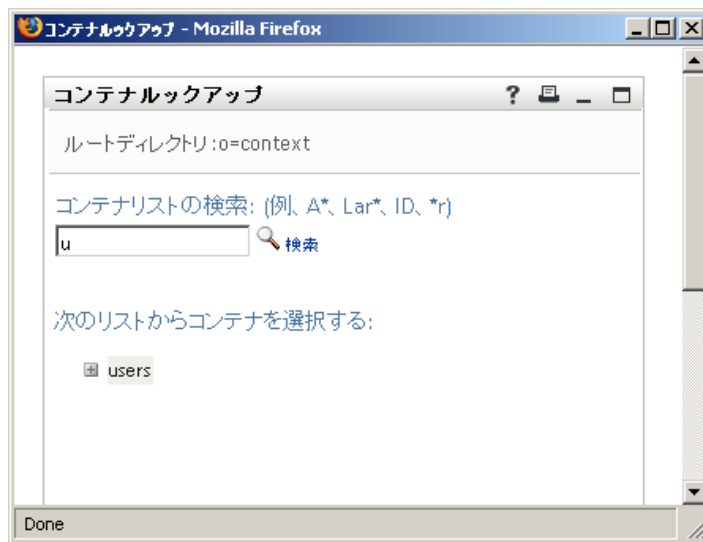 コンテナルックアップ - Mozilla Firefox
コンテナルックアップ
?
ルートディレクトリ:o=context
コンテナリストの検索: (例、A*、Lar*、ID、*r)
u 検索
次のリストからコンテナを選択する:
users
Done